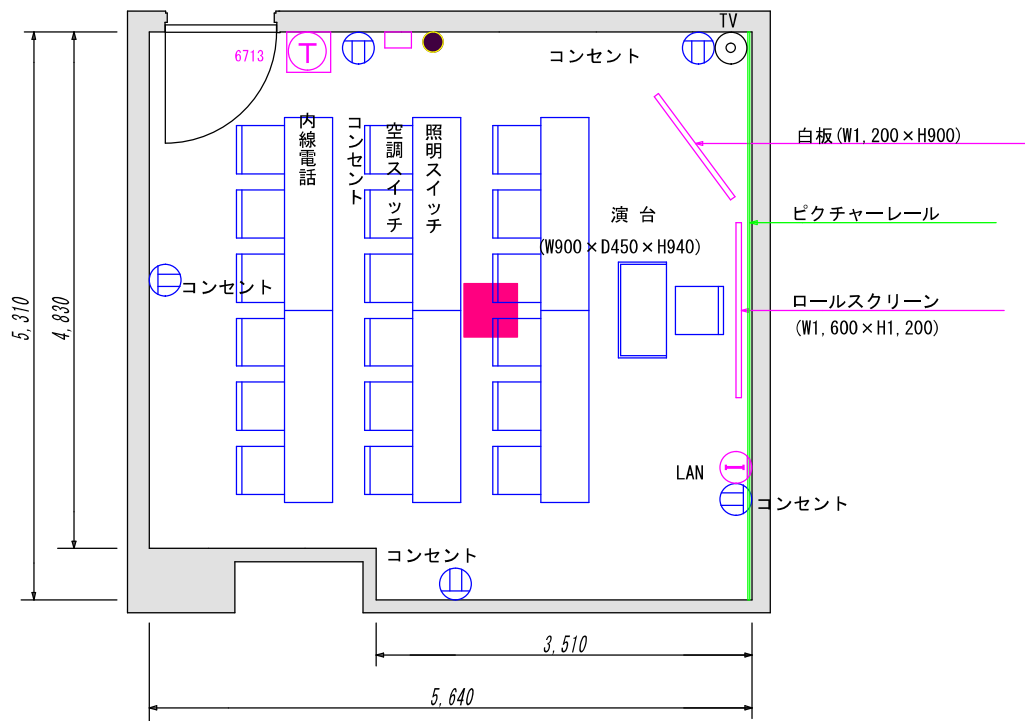 TV
6713
コンセント
内線電話
コンセント
空調スイッチ
照明スイッチ
白板(W1,200×H900)
演台
(W900×D450×H940)
ピクチャーレール
コンセント
ロールスクリーン
(W1,600×H1,200)
5,310
4,830
LAN
コンセント
コンセント
3,510
5,640